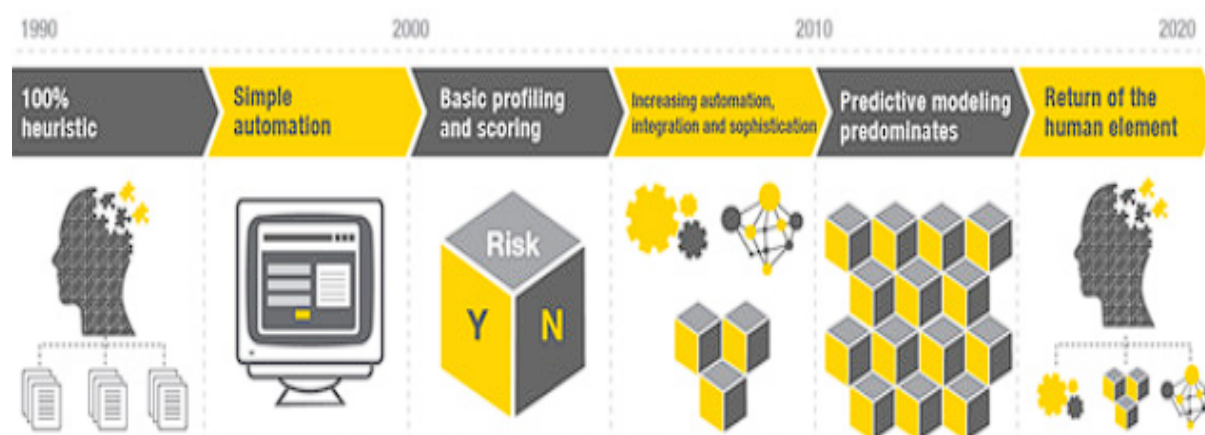 1990
2000
2010
2020
100%
heuristic
Simple
automation
Basic profiling
and scoring
Increasing automation,
integration and sophistication
Predictive modeling
predominates
Return of the
human element
Risk
Y
N